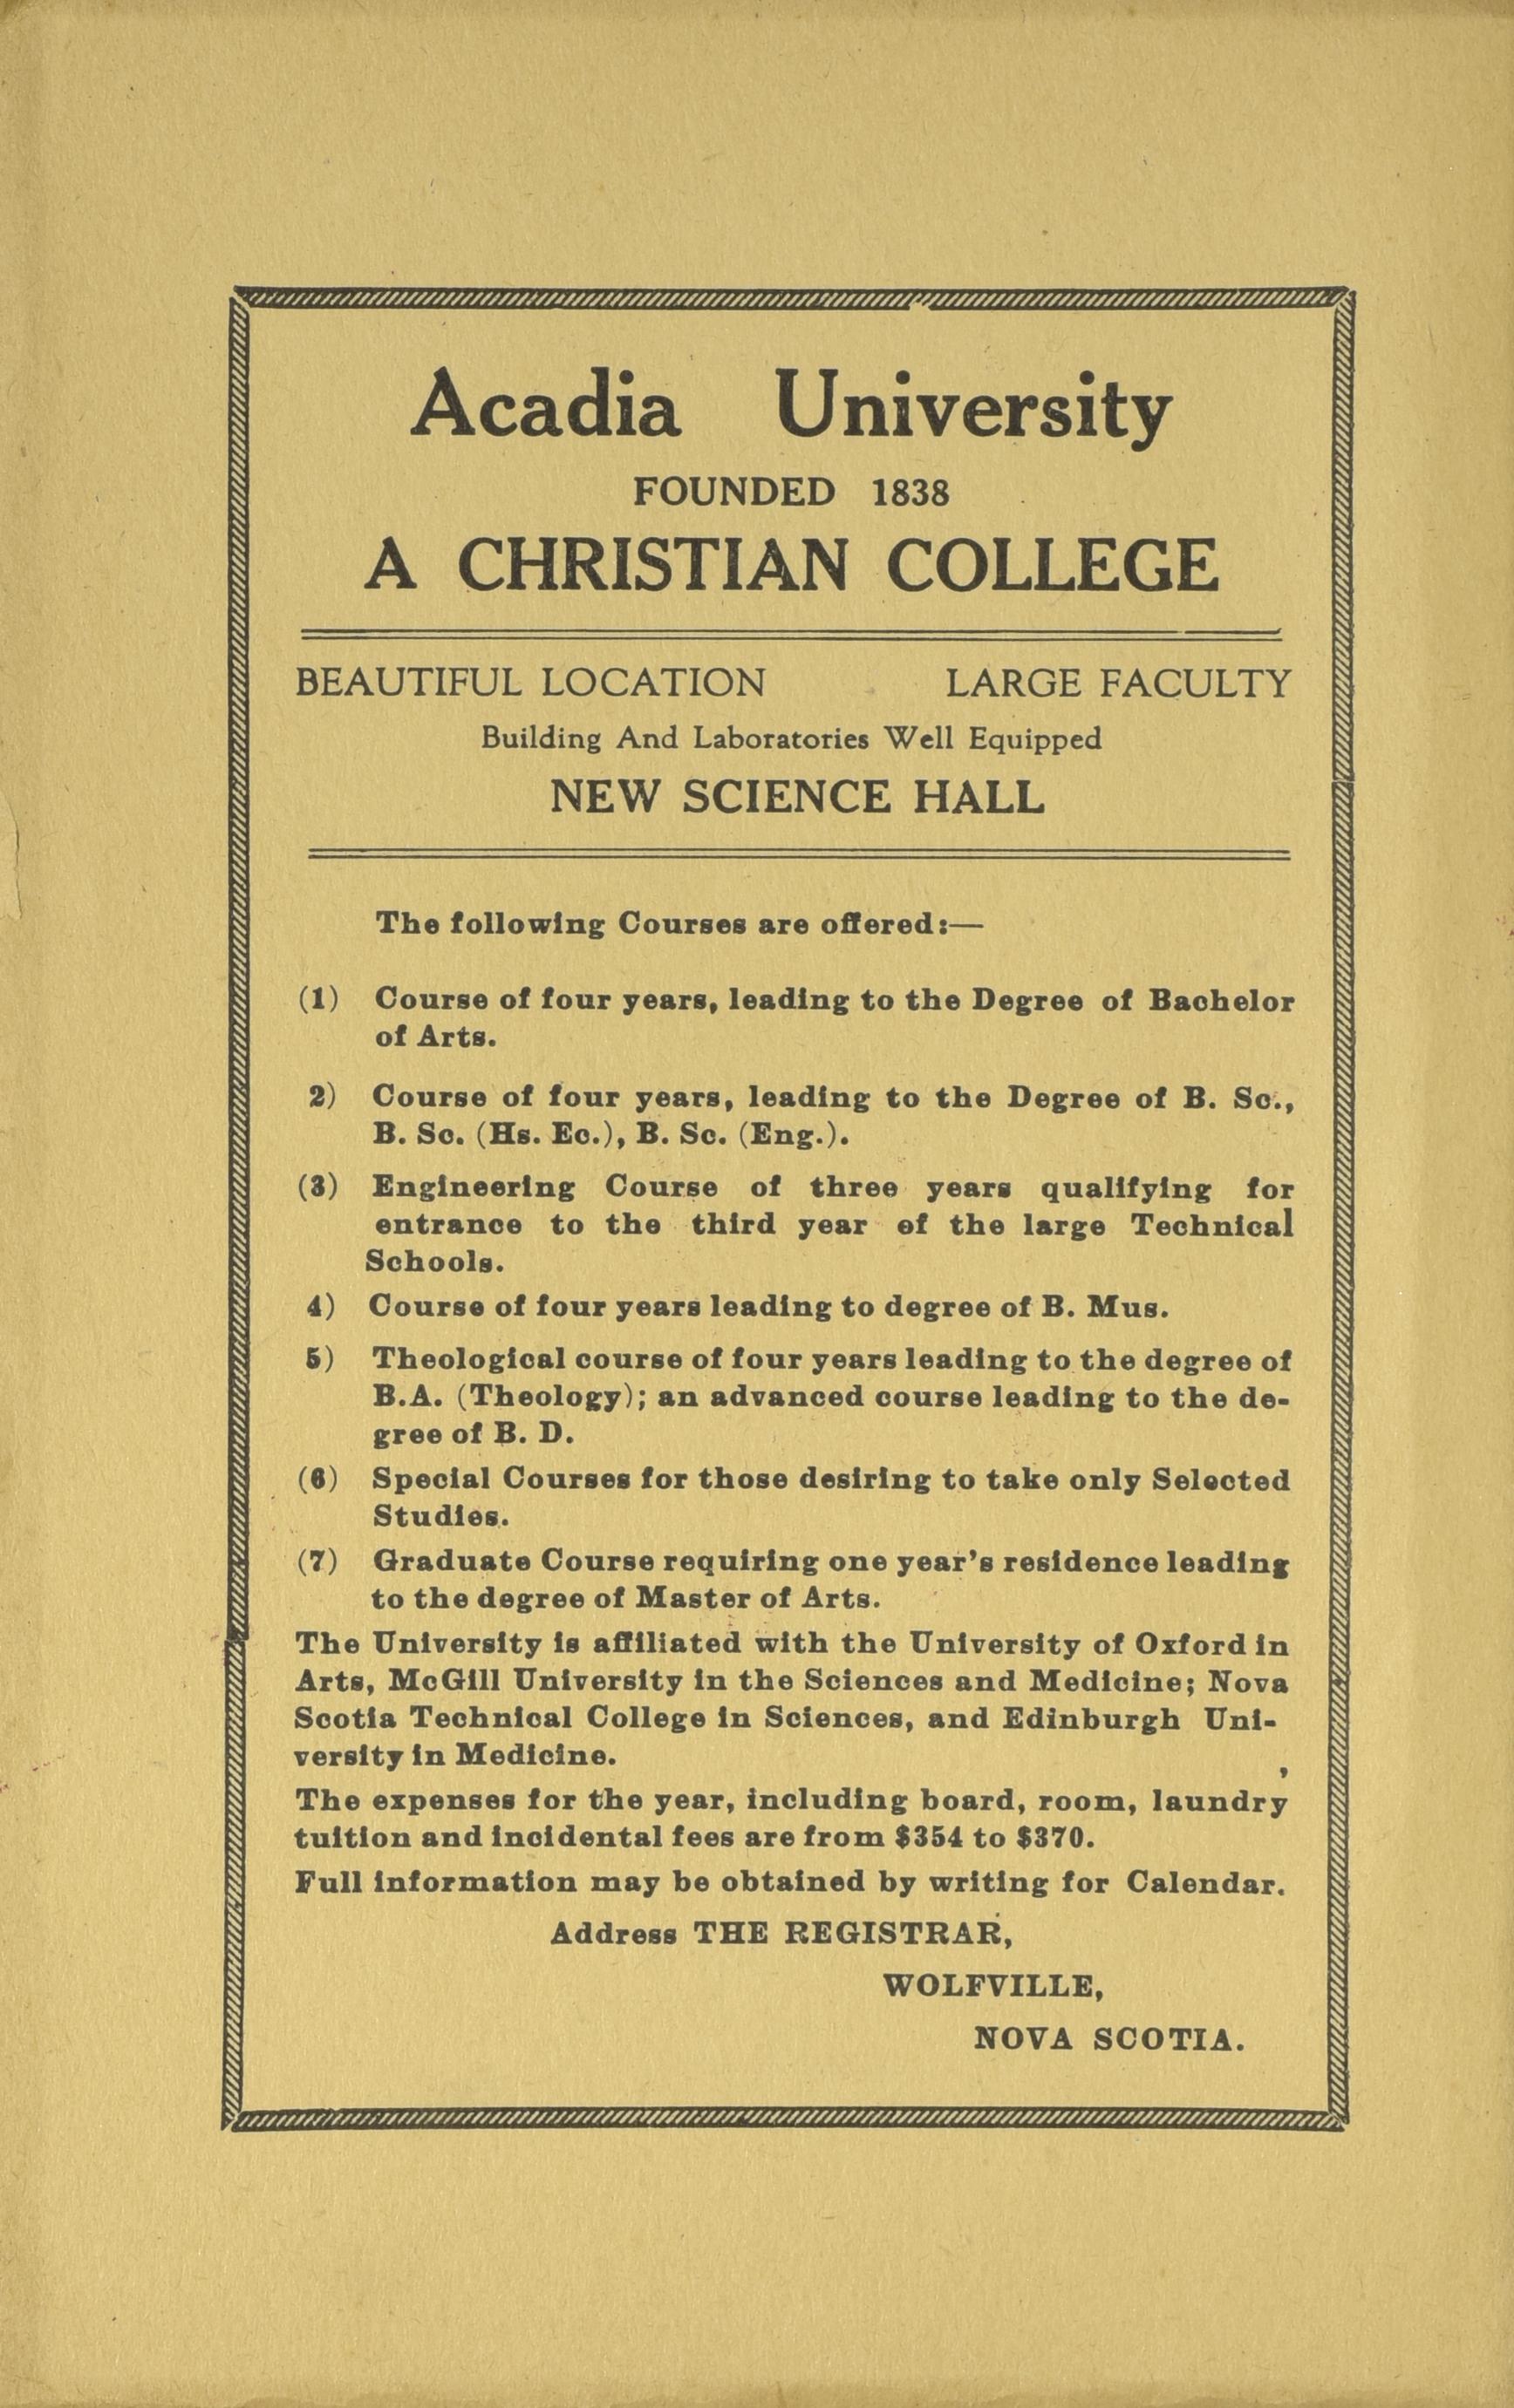 Acadia University
FOUNDED 1838
A CHRISTIAN COLLEGE
BEAUTIFUL LOCATION LARGE FACULTY
Building And Laboratories Well Equipped
NEW SCIENCE HALL
The following Courses are offered:—
(1) Course of four years, leading to the Degree of Bachelor
of Arts.
2) Course of four years, leading to the Degree of B. Sc.,
B. Sc. (Hs. Ec.), B. Sc. (Eng.).
(3) Engineering Course of three years qualifying for
entrance to the third year of the large Technical
Schools.
4) Course of four years leading to degree of B. Mus.
5) Theological course of four years leading to the degree of
B.A. (Theology); an advanced course leading to the de-
gree of B. D.
(6) Special Courses for those desiring to take only Selected
Studies.
(7) Graduate Course requiring one year's residence leading
to the degree of Master of Arts.
The University is affiliated with the University of Oxford in
Arts, McGill University in the Sciences and Medicine; Nova
Scotia Technical College in Sciences, and Edinburgh Uni-
versity in Medicine.
The expenses for the year, including board, room, laundry,
tuition and incidental fees are from $354 to $370.
Full information may be obtained by writing for Calendar.
Address THE REGISTRAR,
WOLFVILLE,
NOVA SCOTIA.